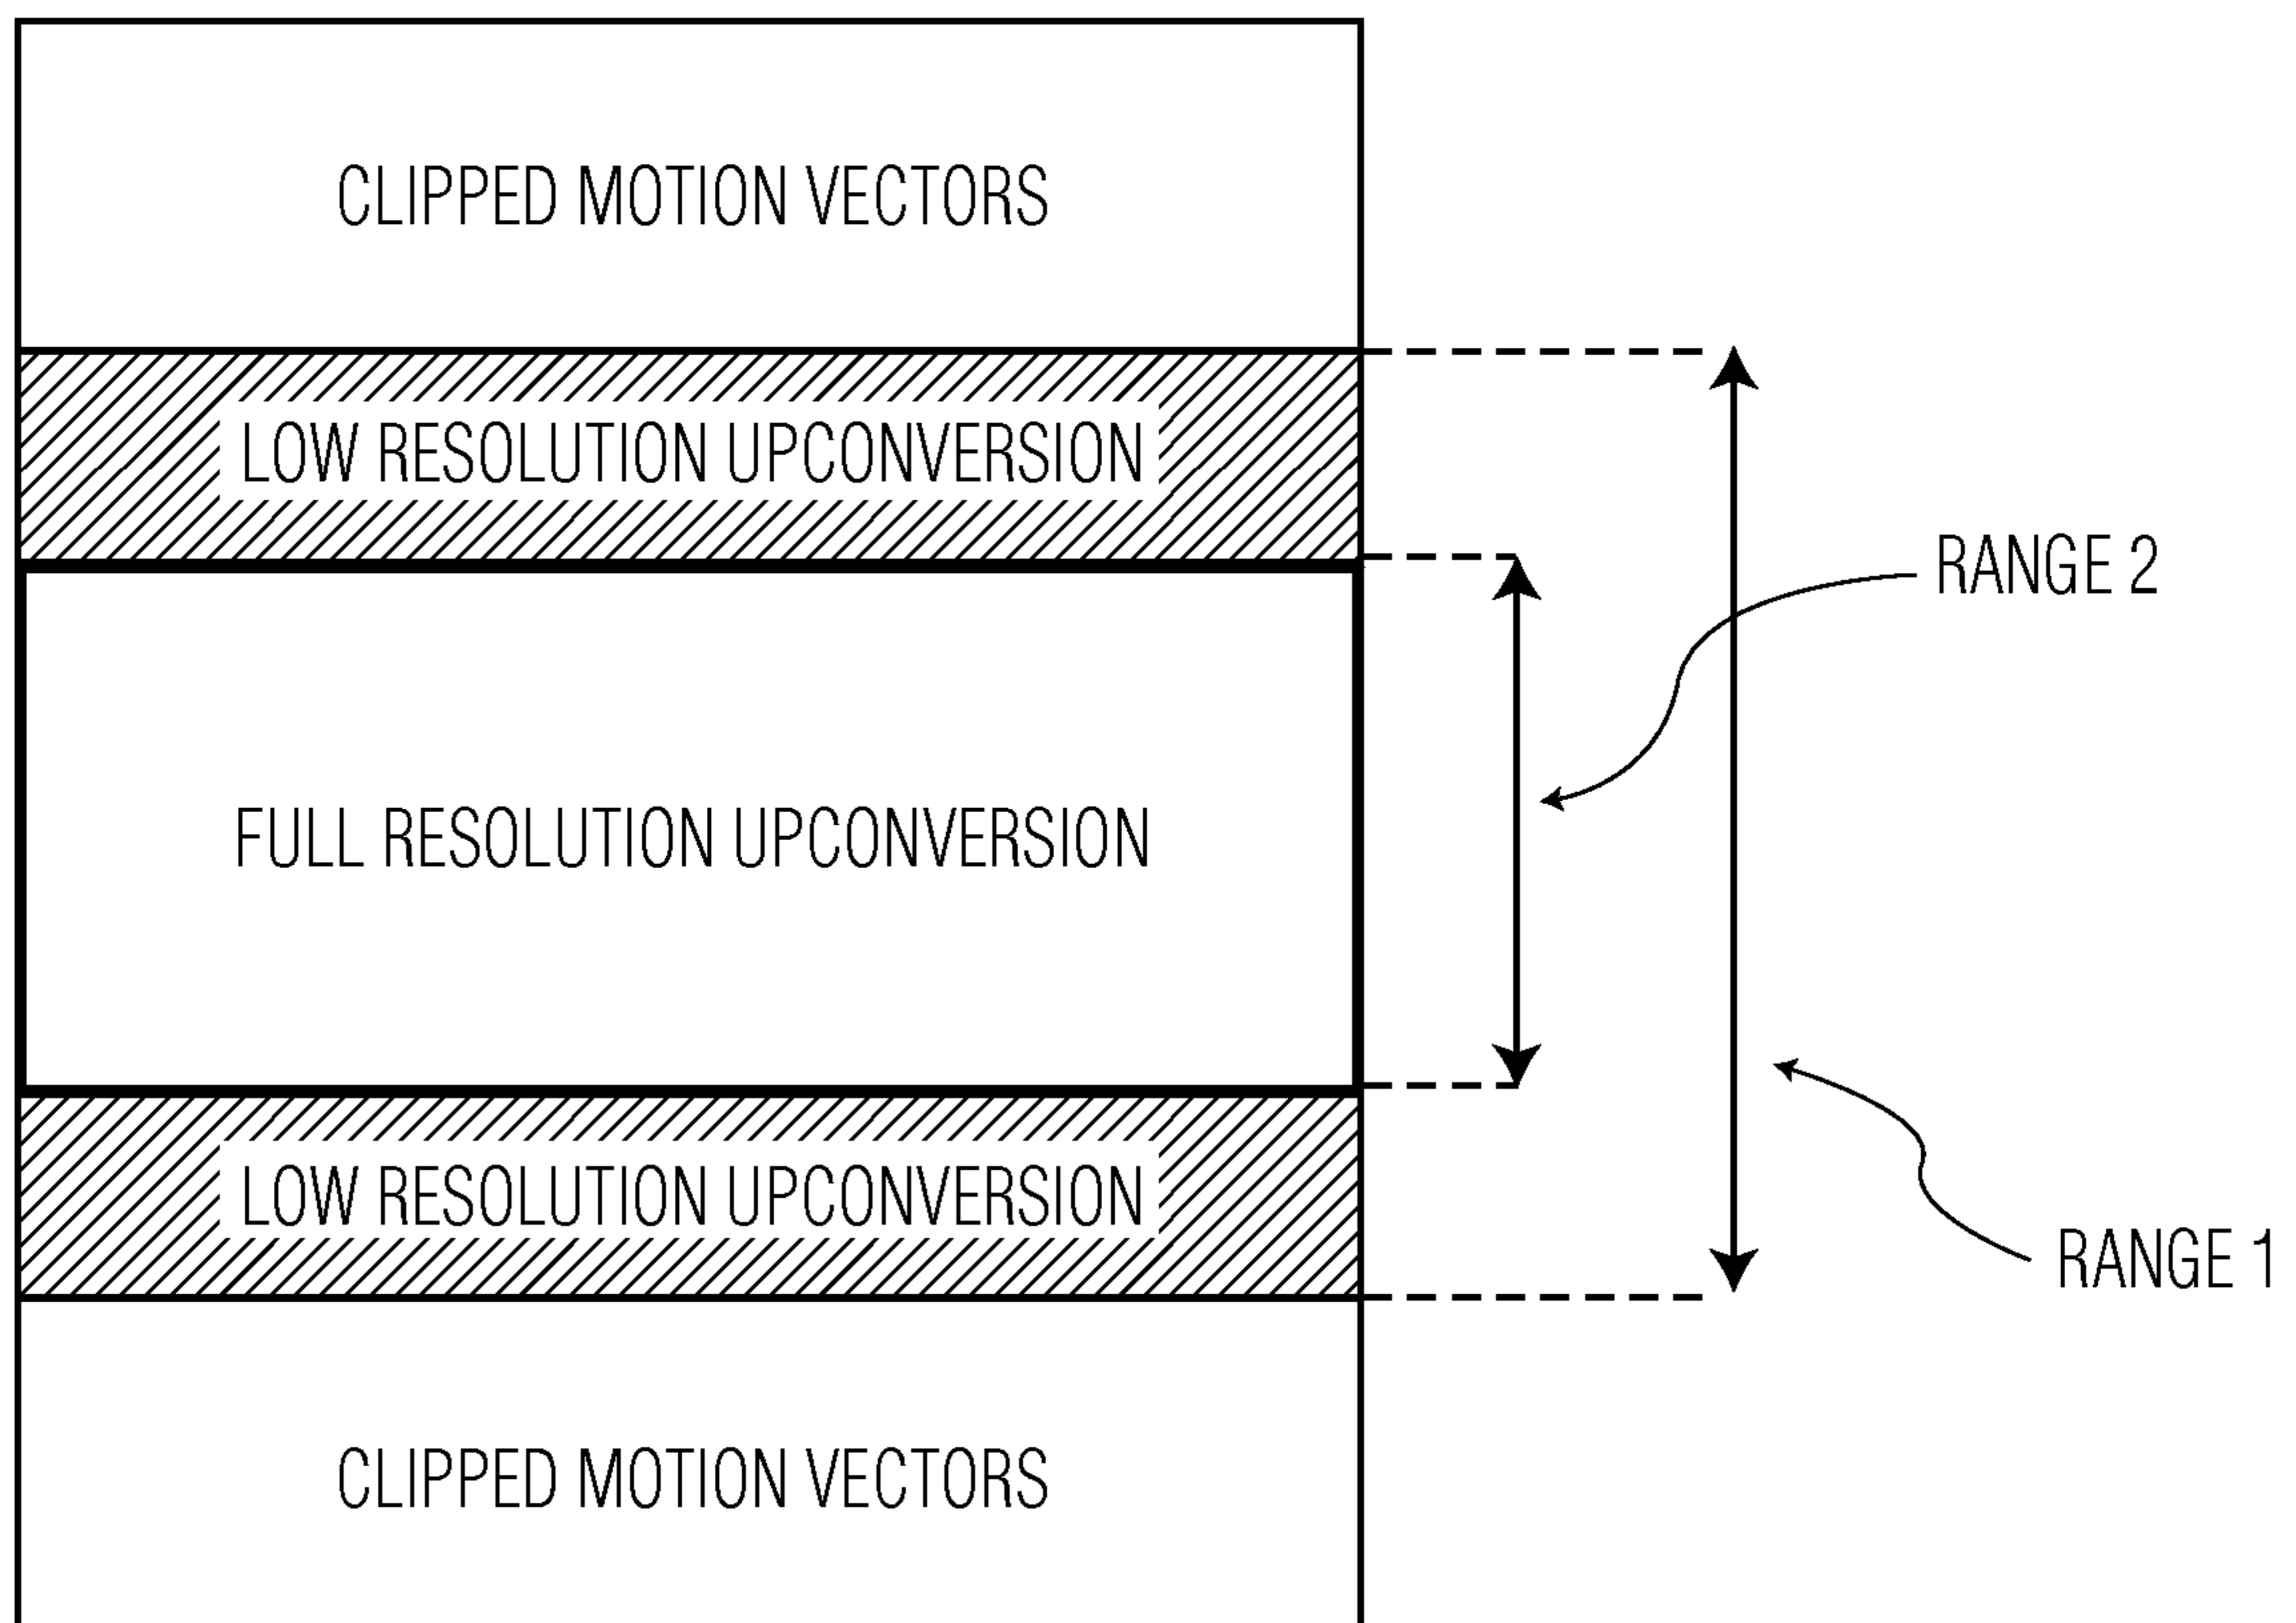 CLIPPED MOTION VECTORS
LOW RESOLUTION UPCONVERSION
RANGE 2
FULL RESOLUTION UPCONVERSION
LOW RESOLUTION UPCONVERSION
RANGE 1
CLIPPED MOTION VECTORS